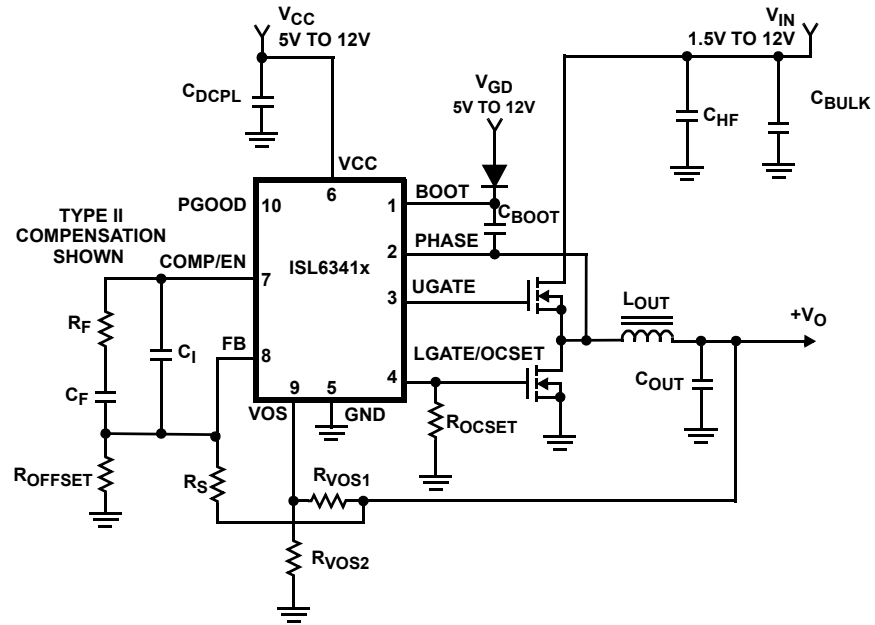 VCC
5V TO 12V
VIN
1.5V TO 12V
CDCPL
VGD
5V TO 12V
CHF
CBULK
VCC
6
PGOOD
10
1
BOOT
CBOOT
TYPE II
COMPENSATION
SHOWN
2
PHASE
COMP/EN
7
ISL6341x
3
UGATE
LOUT
+VO
RF
CI
FB
8
LGATE/OCSET
4
COUT
CF
9
5
VOS
GND
ROCSET
ROFFSET
RS
RVOS1
RVOS2